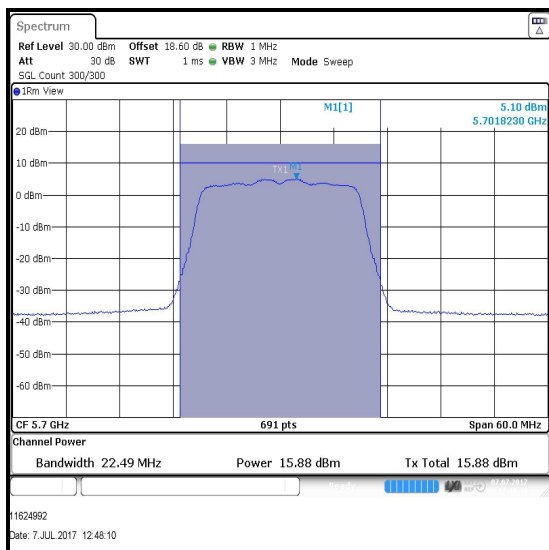 Spectrum
Ref Level 30.00 dBm Offset 18.60 dB RBW 1 MHz
Att 30 dB SWT 1 ms VBW 3 MHz Mode Sweep
SGL Count 300/300
1Rm View
M1[1] 5.10 dBm
5.7018230 GHz
20 dBm
10 dBm
TX1 M1
0 dBm
-10 dBm
-20 dBm
-30 dBm
-40 dBm
-50 dBm
-60 dBm
CF 5.7 GHz 691 pts Span 60.0 MHz
Channel Power
Bandwidth 22.49 MHz Power 15.88 dBm Tx Total 15.88 dBm
Ready 07.07.2017
11624992
Date: 7.JUL.2017 12:48:10